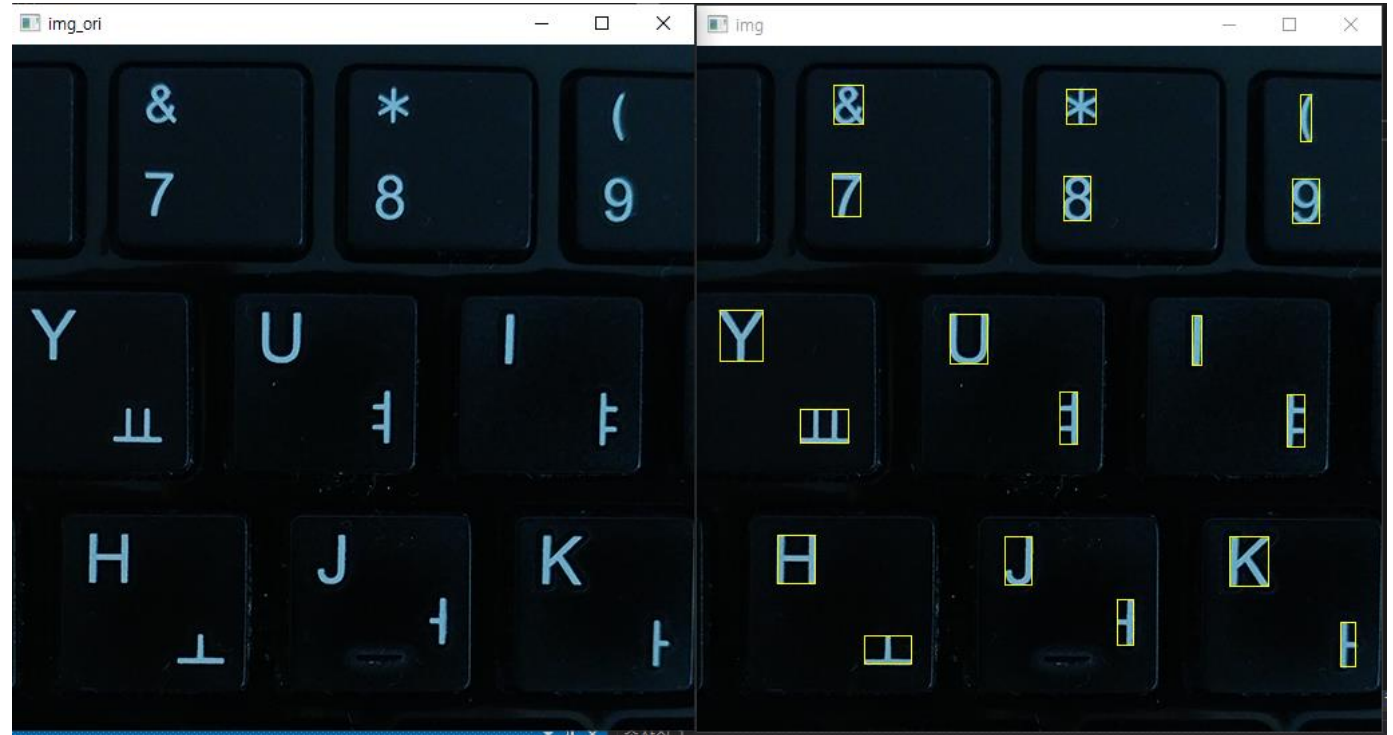 img_ori
& * (
7 8 9
Y U I
ㅛ ㅕ ㅑ
H J K
ㅗ ㅓ ㅏ
img
& * (
7 8 9
Y U I
ㅛ ㅕ ㅑ
H J K
ㅗ ㅓ ㅏ